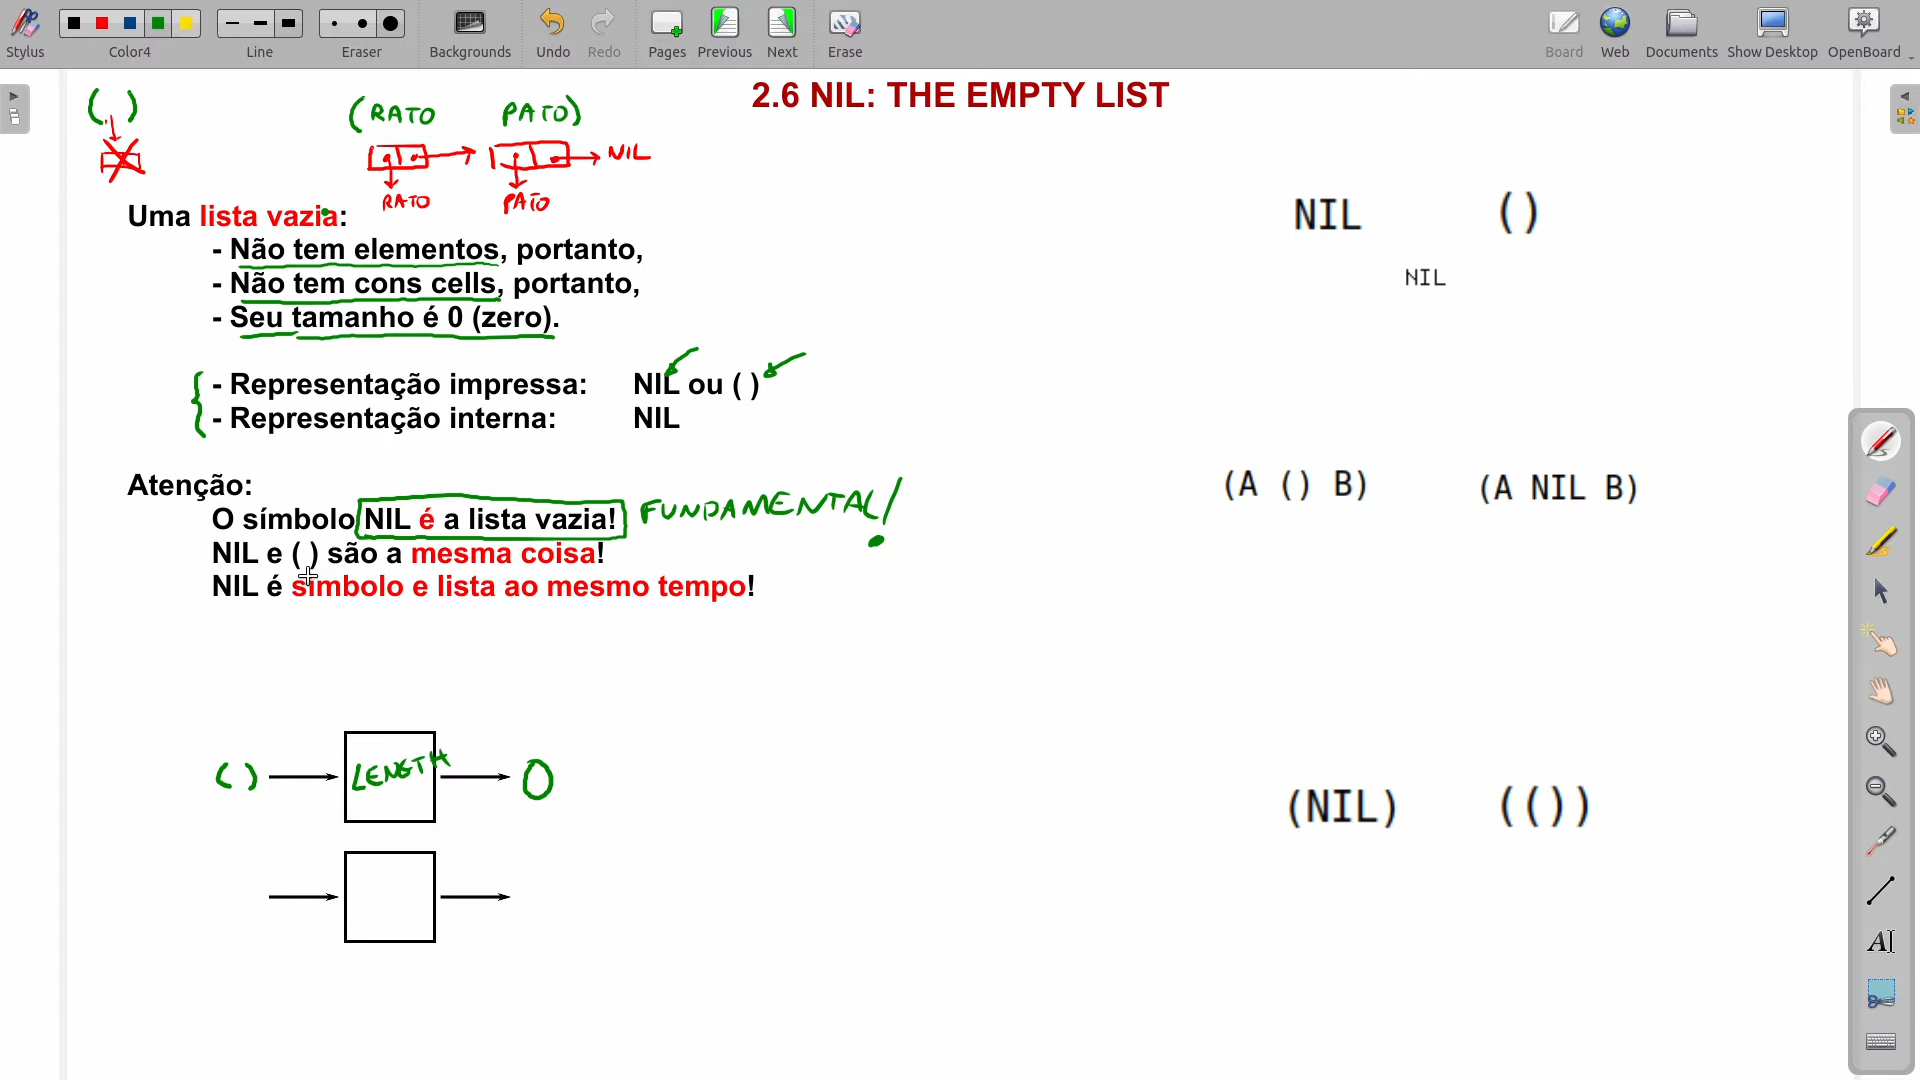 Stylus Color4 Line Eraser Backgrounds Undo Redo Pages Previous Next Erase Board Web Documents Show Desktop OpenBoard
2.6 NIL: THE EMPTY LIST
( ) (RATO PATO)
NIL
RATO PATO
Uma lista vazia:
- Não tem elementos, portanto,
- Não tem cons cells, portanto,
- Seu tamanho é 0 (zero).
- Representação impressa: NIL ou ( )
- Representação interna: NIL
Atenção:
O símbolo NIL é a lista vazia! FUNDAMENTAL!
NIL e ( ) são a mesma coisa!
NIL é símbolo e lista ao mesmo tempo!
( ) LENGTH 0
NIL ()
NIL
(A () B) (A NIL B)
(NIL) (())